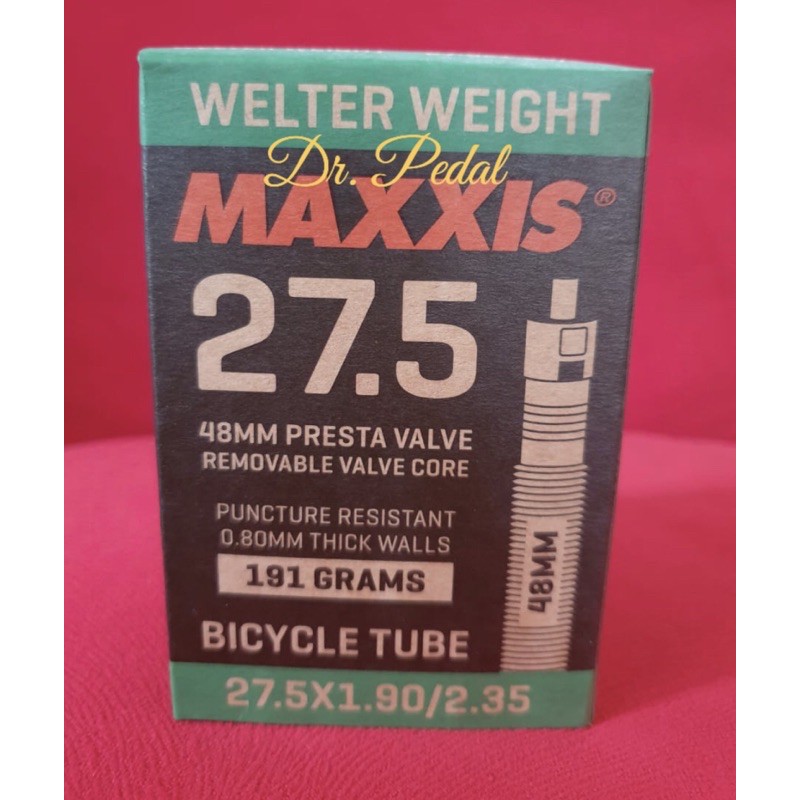 WELTER WEIGHT
Dr. Pedal
MAXXIS®
27.5
48MM PRESTA VALVE
REMOVABLE VALVE CORE
PUNCTURE RESISTANT
0.80MM THICK WALLS
191 GRAMS
48MM
BICYCLE TUBE
27.5X1.90/2.35